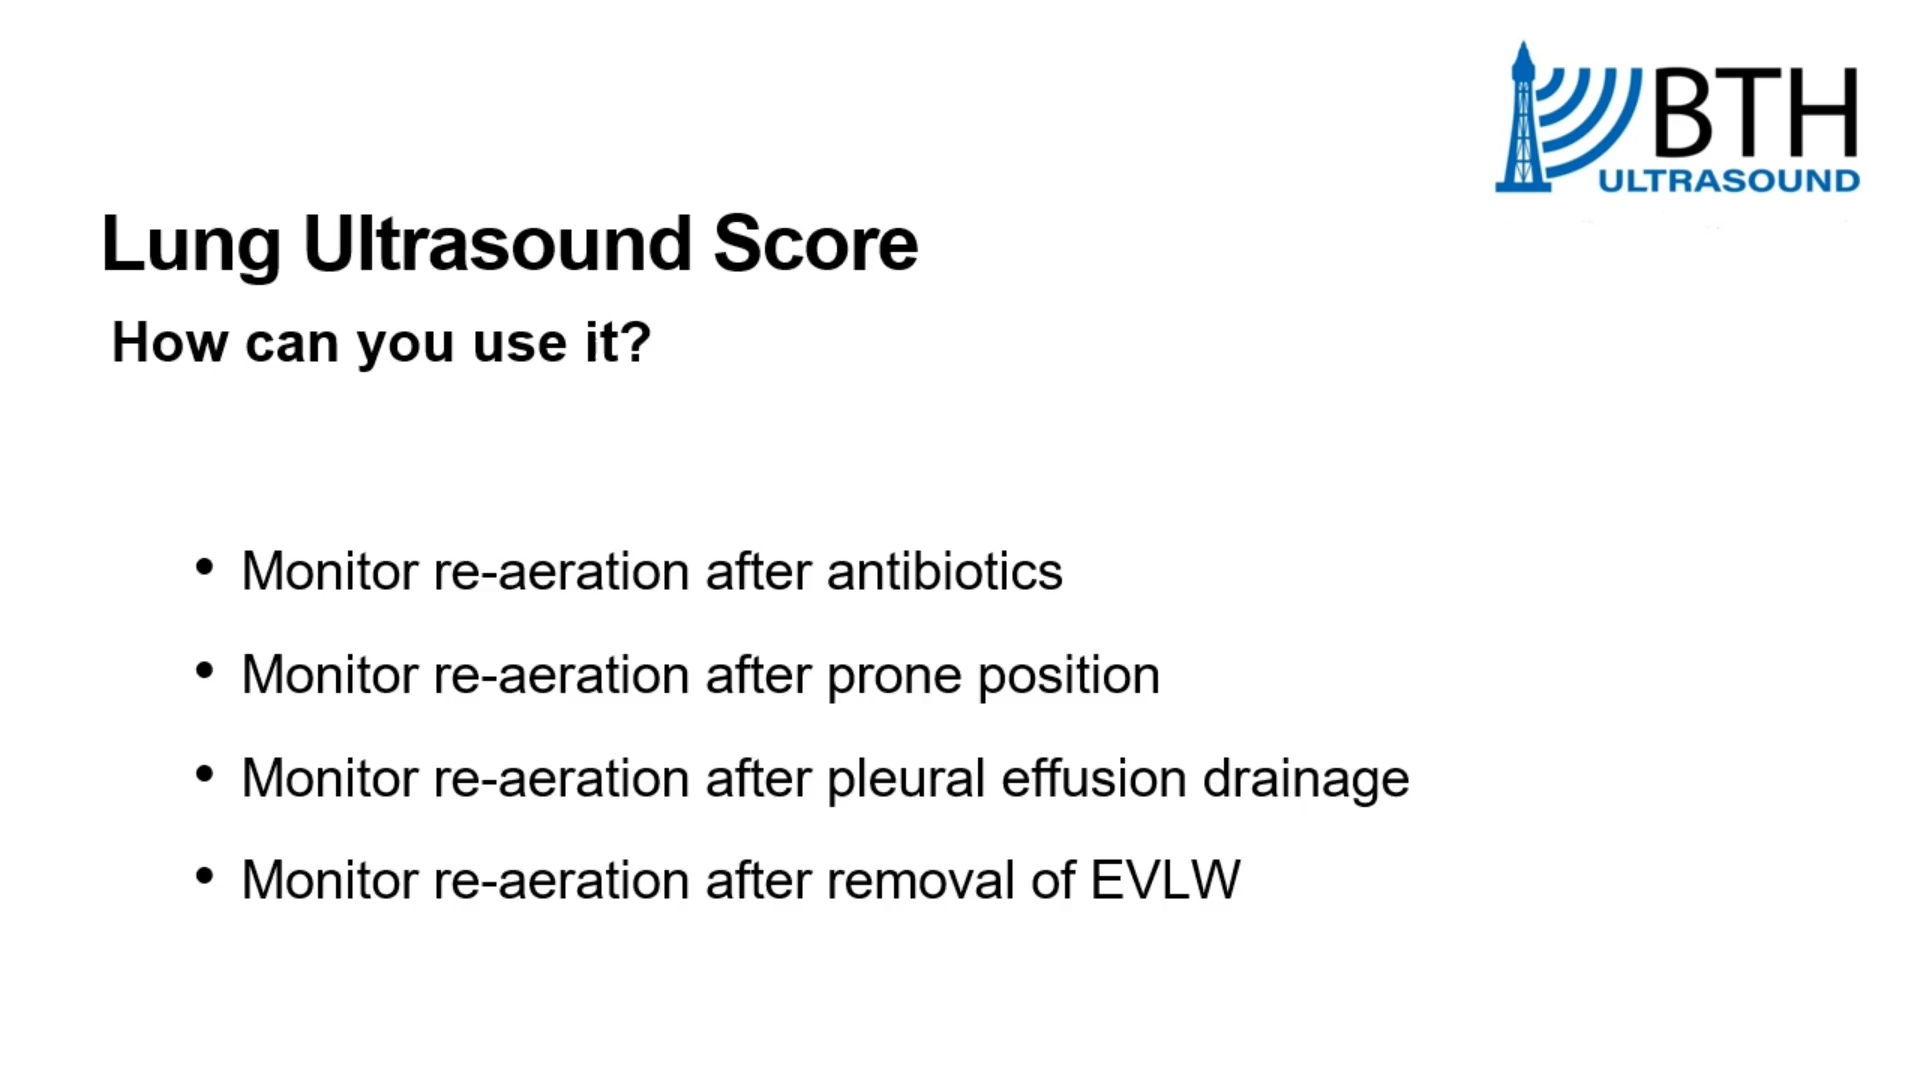 BTH
ULTRASOUND
Lung Ultrasound Score
How can you use it?
• Monitor re-aeration after antibiotics
• Monitor re-aeration after prone position
• Monitor re-aeration after pleural effusion drainage
• Monitor re-aeration after removal of EVLW